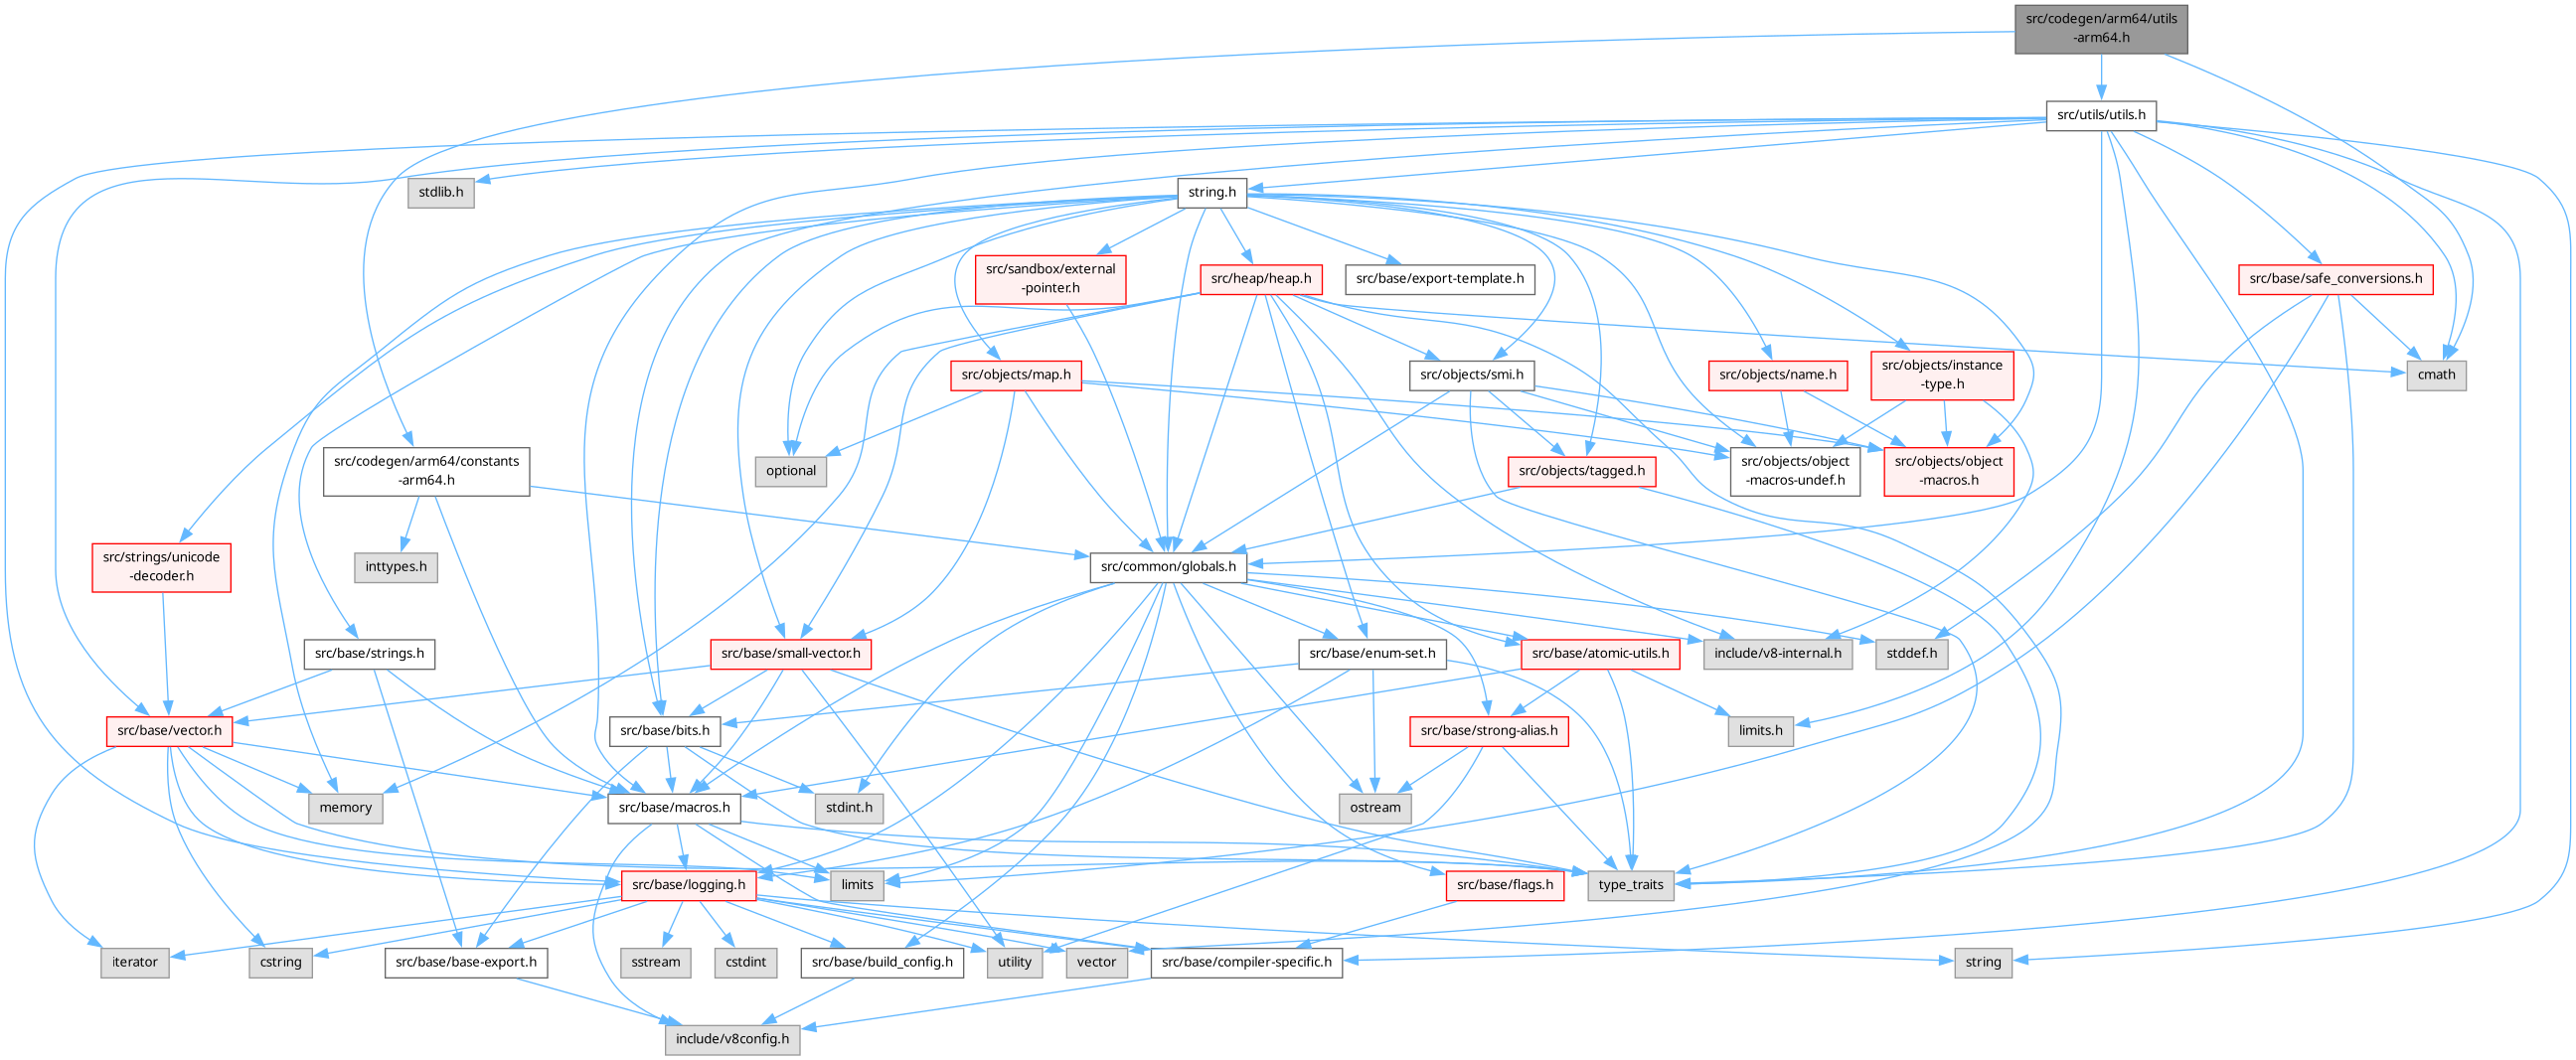 src/codegen/arm64/utils
-arm64.h
src/utils/utils.h
stdlib.h
string.h
src/sandbox/external
-pointer.h
src/heap/heap.h
src/base/export-template.h
src/base/safe_conversions.h
src/objects/map.h
src/objects/smi.h
src/objects/name.h
src/objects/instance
-type.h
cmath
src/codegen/arm64/constants
-arm64.h
optional
src/objects/tagged.h
src/objects/object
-macros-undef.h
src/objects/object
-macros.h
src/strings/unicode
-decoder.h
inttypes.h
src/common/globals.h
src/base/strings.h
src/base/small-vector.h
src/base/enum-set.h
src/base/atomic-utils.h
include/v8-internal.h
stddef.h
src/base/vector.h
src/base/bits.h
src/base/strong-alias.h
limits.h
memory
src/base/macros.h
stdint.h
ostream
src/base/logging.h
limits
src/base/flags.h
type_traits
iterator
cstring
src/base/base-export.h
sstream
cstdint
src/base/build_config.h
utility
vector
src/base/compiler-specific.h
string
include/v8config.h